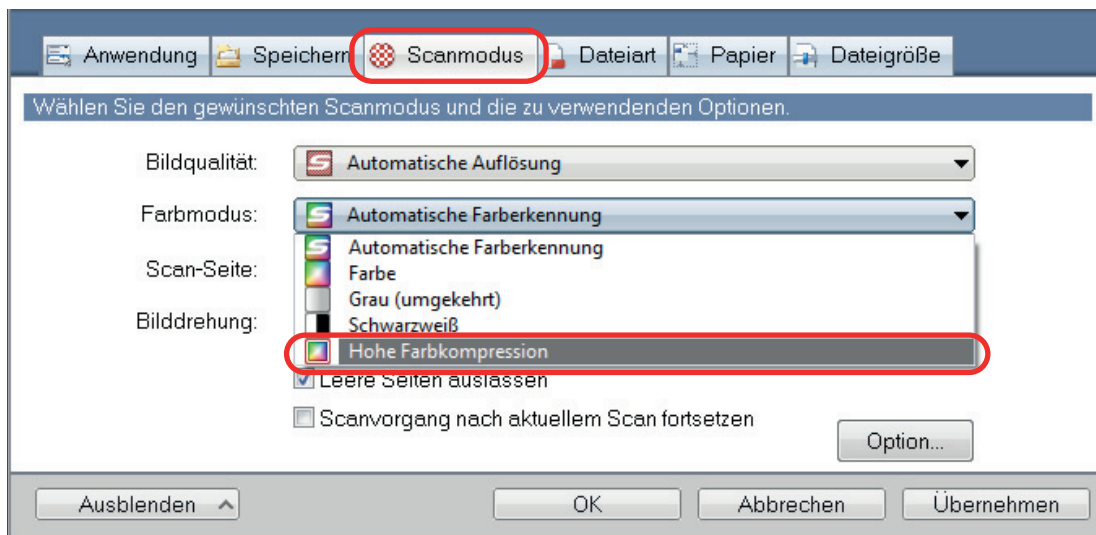 Anwendung Speichern Scanmodus Dateiart Papier Dateigröße
Wählen Sie den gewünschten Scanmodus und die zu verwendenden Optionen.
Bildqualität: Automatische Auflösung
Farbmodus: Automatische Farberkennung
Automatische Farberkennung
Scan-Seite: Farbe
Grau (umgekehrt)
Bilddrehung: Schwarzweiß
Hohe Farbkompression
Leere Seiten auslassen
Scanvorgang nach aktuellem Scan fortsetzen
Option...
Ausblenden OK Abbrechen Übernehmen